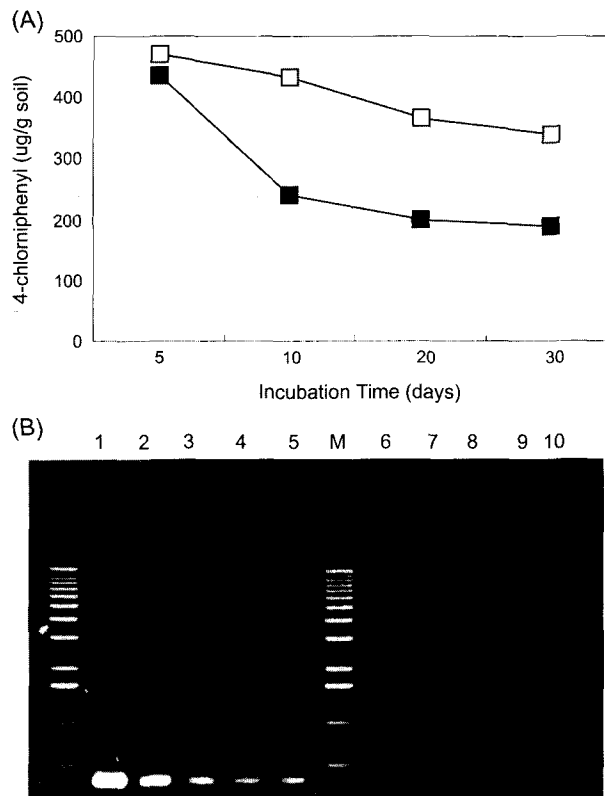 (A)
500
400
300
200
100
0
4-chlorniphenyl (ug/g soil)
5 10 20 30
Incubation Time (days)
(B)
1 2 3 4 5 M 6 7 8 9 10